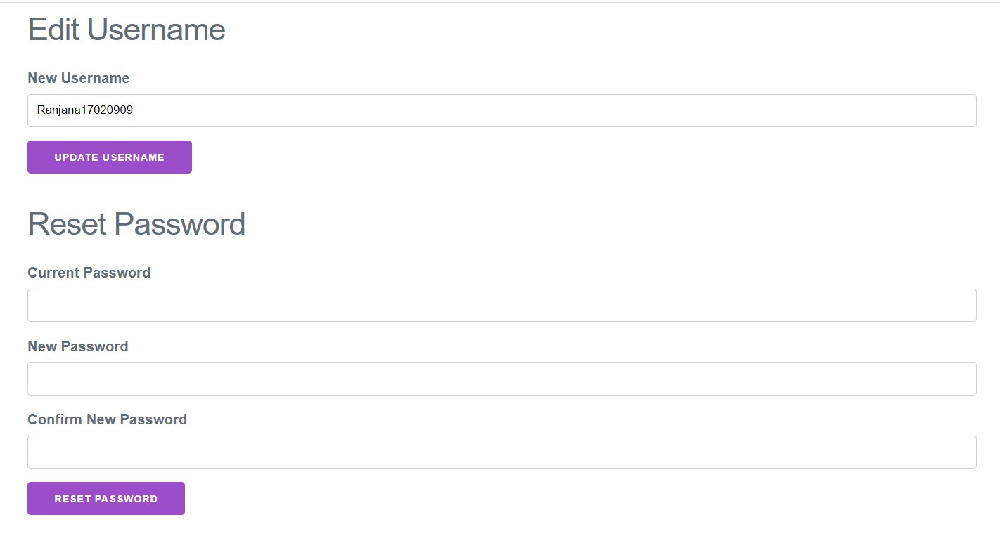 Edit Username
New Username
Ranjana17020909
UPDATE USERNAME
Reset Password
Current Password
New Password
Confirm New Password
RESET PASSWORD